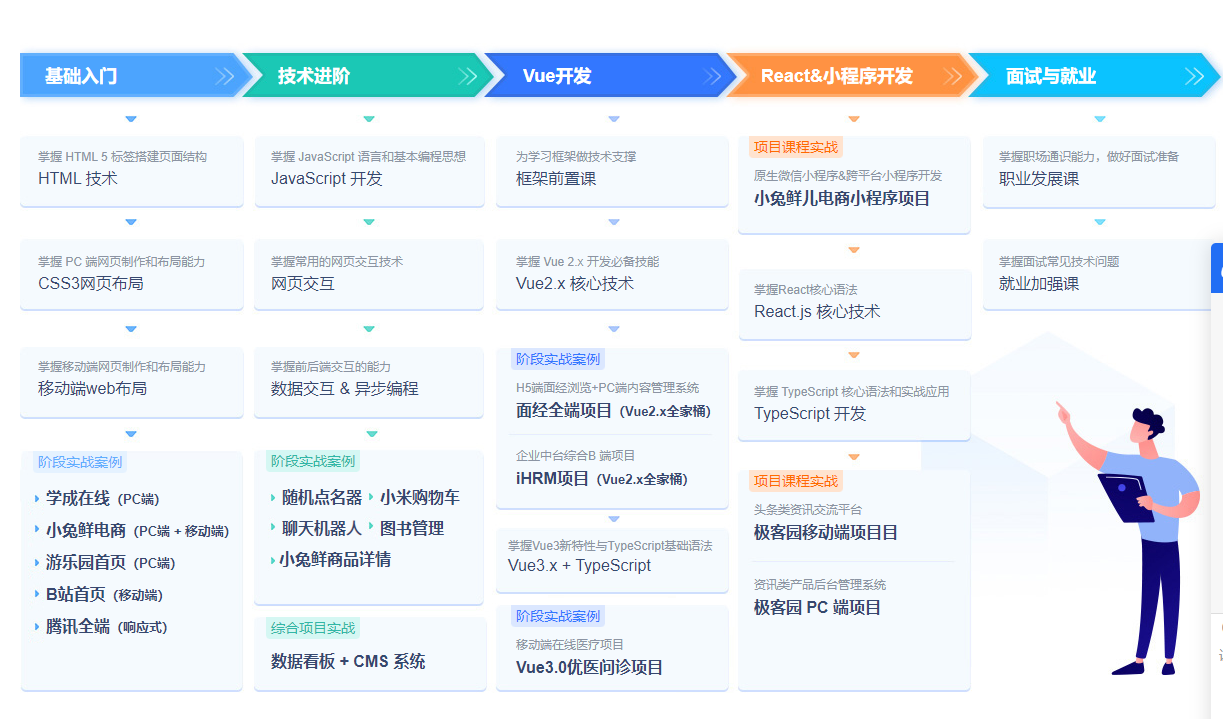 基础入门
技术进阶
Vue开发
React&小程序开发
面试与就业
掌握 HTML 5 标签搭建页面结构
HTML 技术
掌握 PC 端网页制作和布局能力
CSS3网页布局
掌握移动端网页制作和布局能力
移动端web布局
阶段实战案例
学成在线（PC端）
小兔鲜电商（PC端 + 移动端）
游乐园首页（PC端）
B站首页（移动端）
腾讯全端（响应式）
掌握 JavaScript 语言和基本编程思想
JavaScript 开发
掌握常用的网页交互技术
网页交互
掌握前后端交互的能力
数据交互 & 异步编程
阶段实战案例
随机点名器 小米购物车
聊天机器人 图书管理
小兔鲜商品详情
综合项目实战
数据看板 + CMS 系统
为学习框架做技术支撑
框架前置课
掌握 Vue 2.x 开发必备技能
Vue2.x 核心技术
阶段实战案例
H5端面经浏览+PC端内容管理系统
面经全端项目（Vue2.x全家桶）
企业中台综合B 端项目
iHRM项目（Vue2.x全家桶）
掌握Vue3新特性与TypeScript基础语法
Vue3.x + TypeScript
阶段实战案例
移动端在线医疗项目
Vue3.0优医问诊项目
项目课程实战
原生微信小程序&跨平台小程序开发
小兔鲜儿电商小程序项目
掌握React核心语法
React.js 核心技术
掌握 TypeScript 核心语法和实战应用
TypeScript 开发
项目课程实战
头条类资讯交流平台
极客园移动端项目目
资讯类产品后台管理系统
极客园 PC 端项目
掌握职场通识能力，做好面试准备
职业发展课
掌握面试常见技术问题
就业加强课